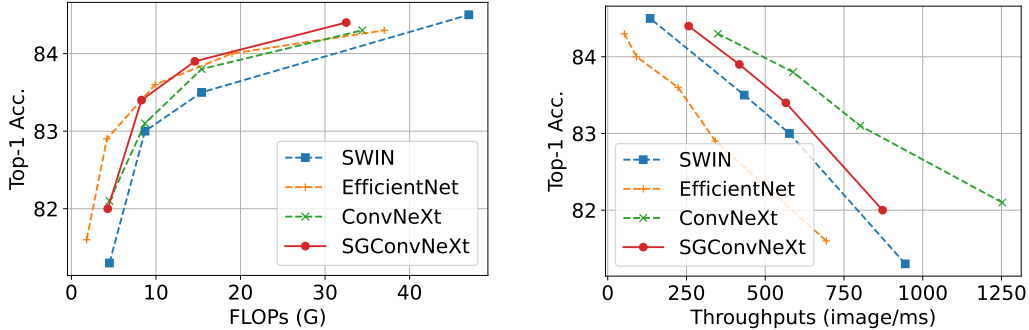 84
83
82
Top-1 Acc.
0 10 20 30 40
FLOPs (G)
SWIN
EfficientNet
ConvNeXt
SGConvNeXt
84
83
82
Top-1 Acc.
0 250 500 750 1000 1250
Throughputs (image/ms)
SWIN
EfficientNet
ConvNeXt
SGConvNeXt